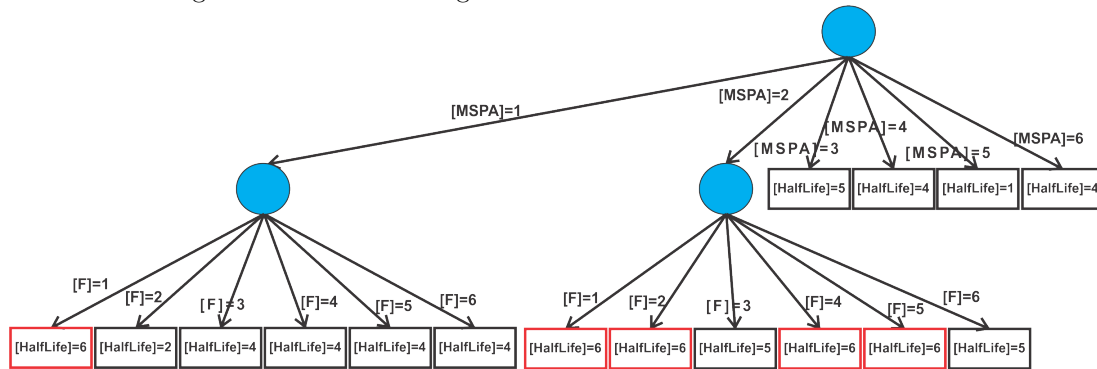 [MSPA]=1
[MSPA]=2
[MSPA]=3
[MSPA]=4
[MSPA]=5
[MSPA]=6
[HalfLife]=5
[HalfLife]=4
[HalfLife]=1
[HalfLife]=4
[F]=1
[F]=2
[F]=3
[F]=4
[F]=5
[F]=6
[F]=1
[F]=2
[F]=3
[F]=4
[F]=5
[F]=6
[HalfLife]=6
[HalfLife]=2
[HalfLife]=4
[HalfLife]=4
[HalfLife]=4
[HalfLife]=4
[HalfLife]=6
[HalfLife]=6
[HalfLife]=5
[HalfLife]=6
[HalfLife]=6
[HalfLife]=5